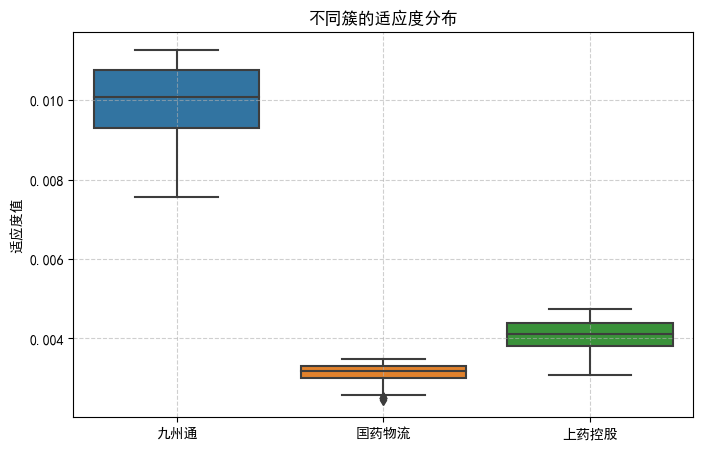 不同簇的适应度分布
适应度值
0.010
0.008
0.006
0.004
九州通
国药物流
上药控股